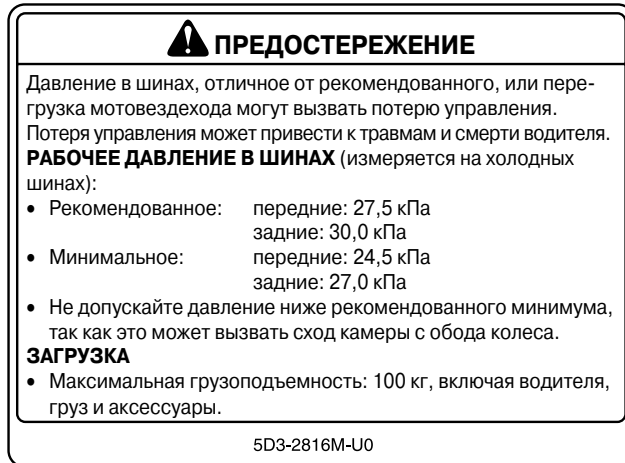 ПРЕДОСТЕРЕЖЕНИЕ
Давление в шинах, отличное от рекомендованного, или пере-
грузка мотовездехода могут вызвать потерю управления.
Потеря управления может привести к травмам и смерти водителя.
РАБОЧЕЕ ДАВЛЕНИЕ В ШИНАХ (измеряется на холодных
шинах):
• Рекомендованное: передние: 27,5 кПа
задние: 30,0 кПа
• Минимальное: передние: 24,5 кПа
задние: 27,0 кПа
• Не допускайте давление ниже рекомендованного минимума,
так как это может вызвать сход камеры с обода колеса.
ЗАГРУЗКА
• Максимальная грузоподъемность: 100 кг, включая водителя,
груз и аксессуары.
5D3-2816M-U0